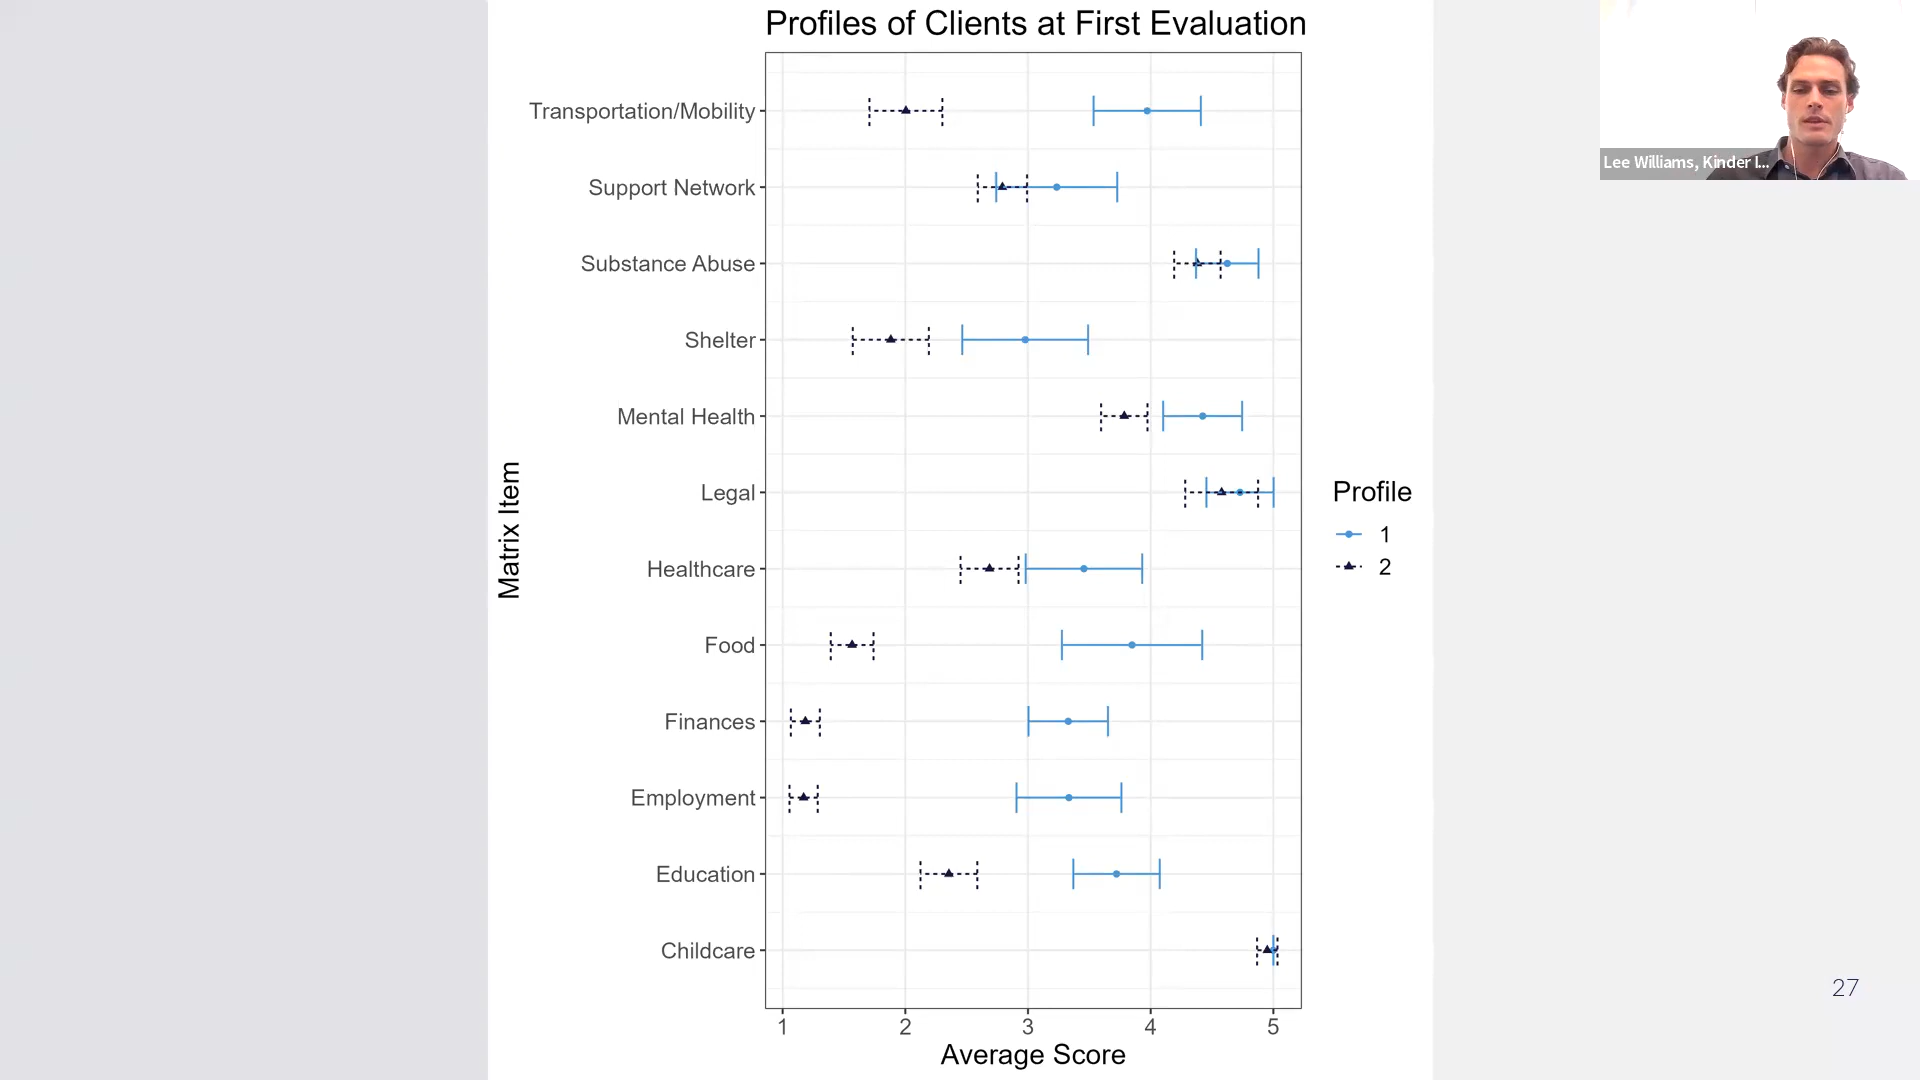 Profiles of Clients at First Evaluation
Lee Williams, Kinder I...
Matrix Item
Transportation/Mobility
Support Network
Substance Abuse
Shelter
Mental Health
Legal
Healthcare
Food
Finances
Employment
Education
Childcare
1 2 3 4 5
Average Score
Profile
1
2
27